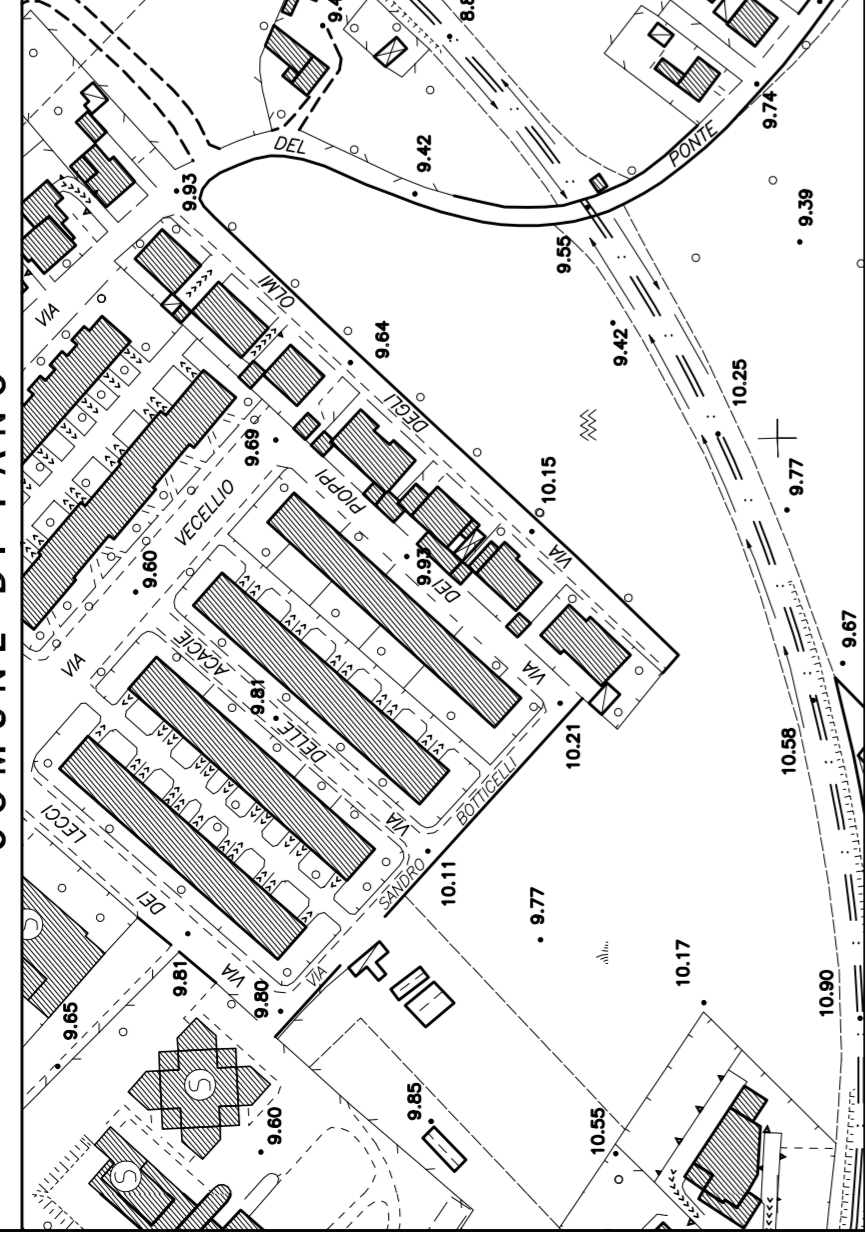 COMUNE DI FANO
9.93
DEL
9.42
8.8
PONTE
9.74
9.39
9.55
9.42
VIA
OLMI
9.64
DEGLI
10.25
9.77
9.69
VECELLIO
PIOPPI
10.15
VIA
9.60
VIA
9.93
DEI
VIA
9.67
ACACIE
9.81
DELLE
VIA
10.21
10.58
LECCI
BOTTICELLI
SANDRO
VIA
10.11
DEI
VIA
9.81
9.80
9.77
10.17
10.90
S
9.65
S
9.60
S
9.85
10.55